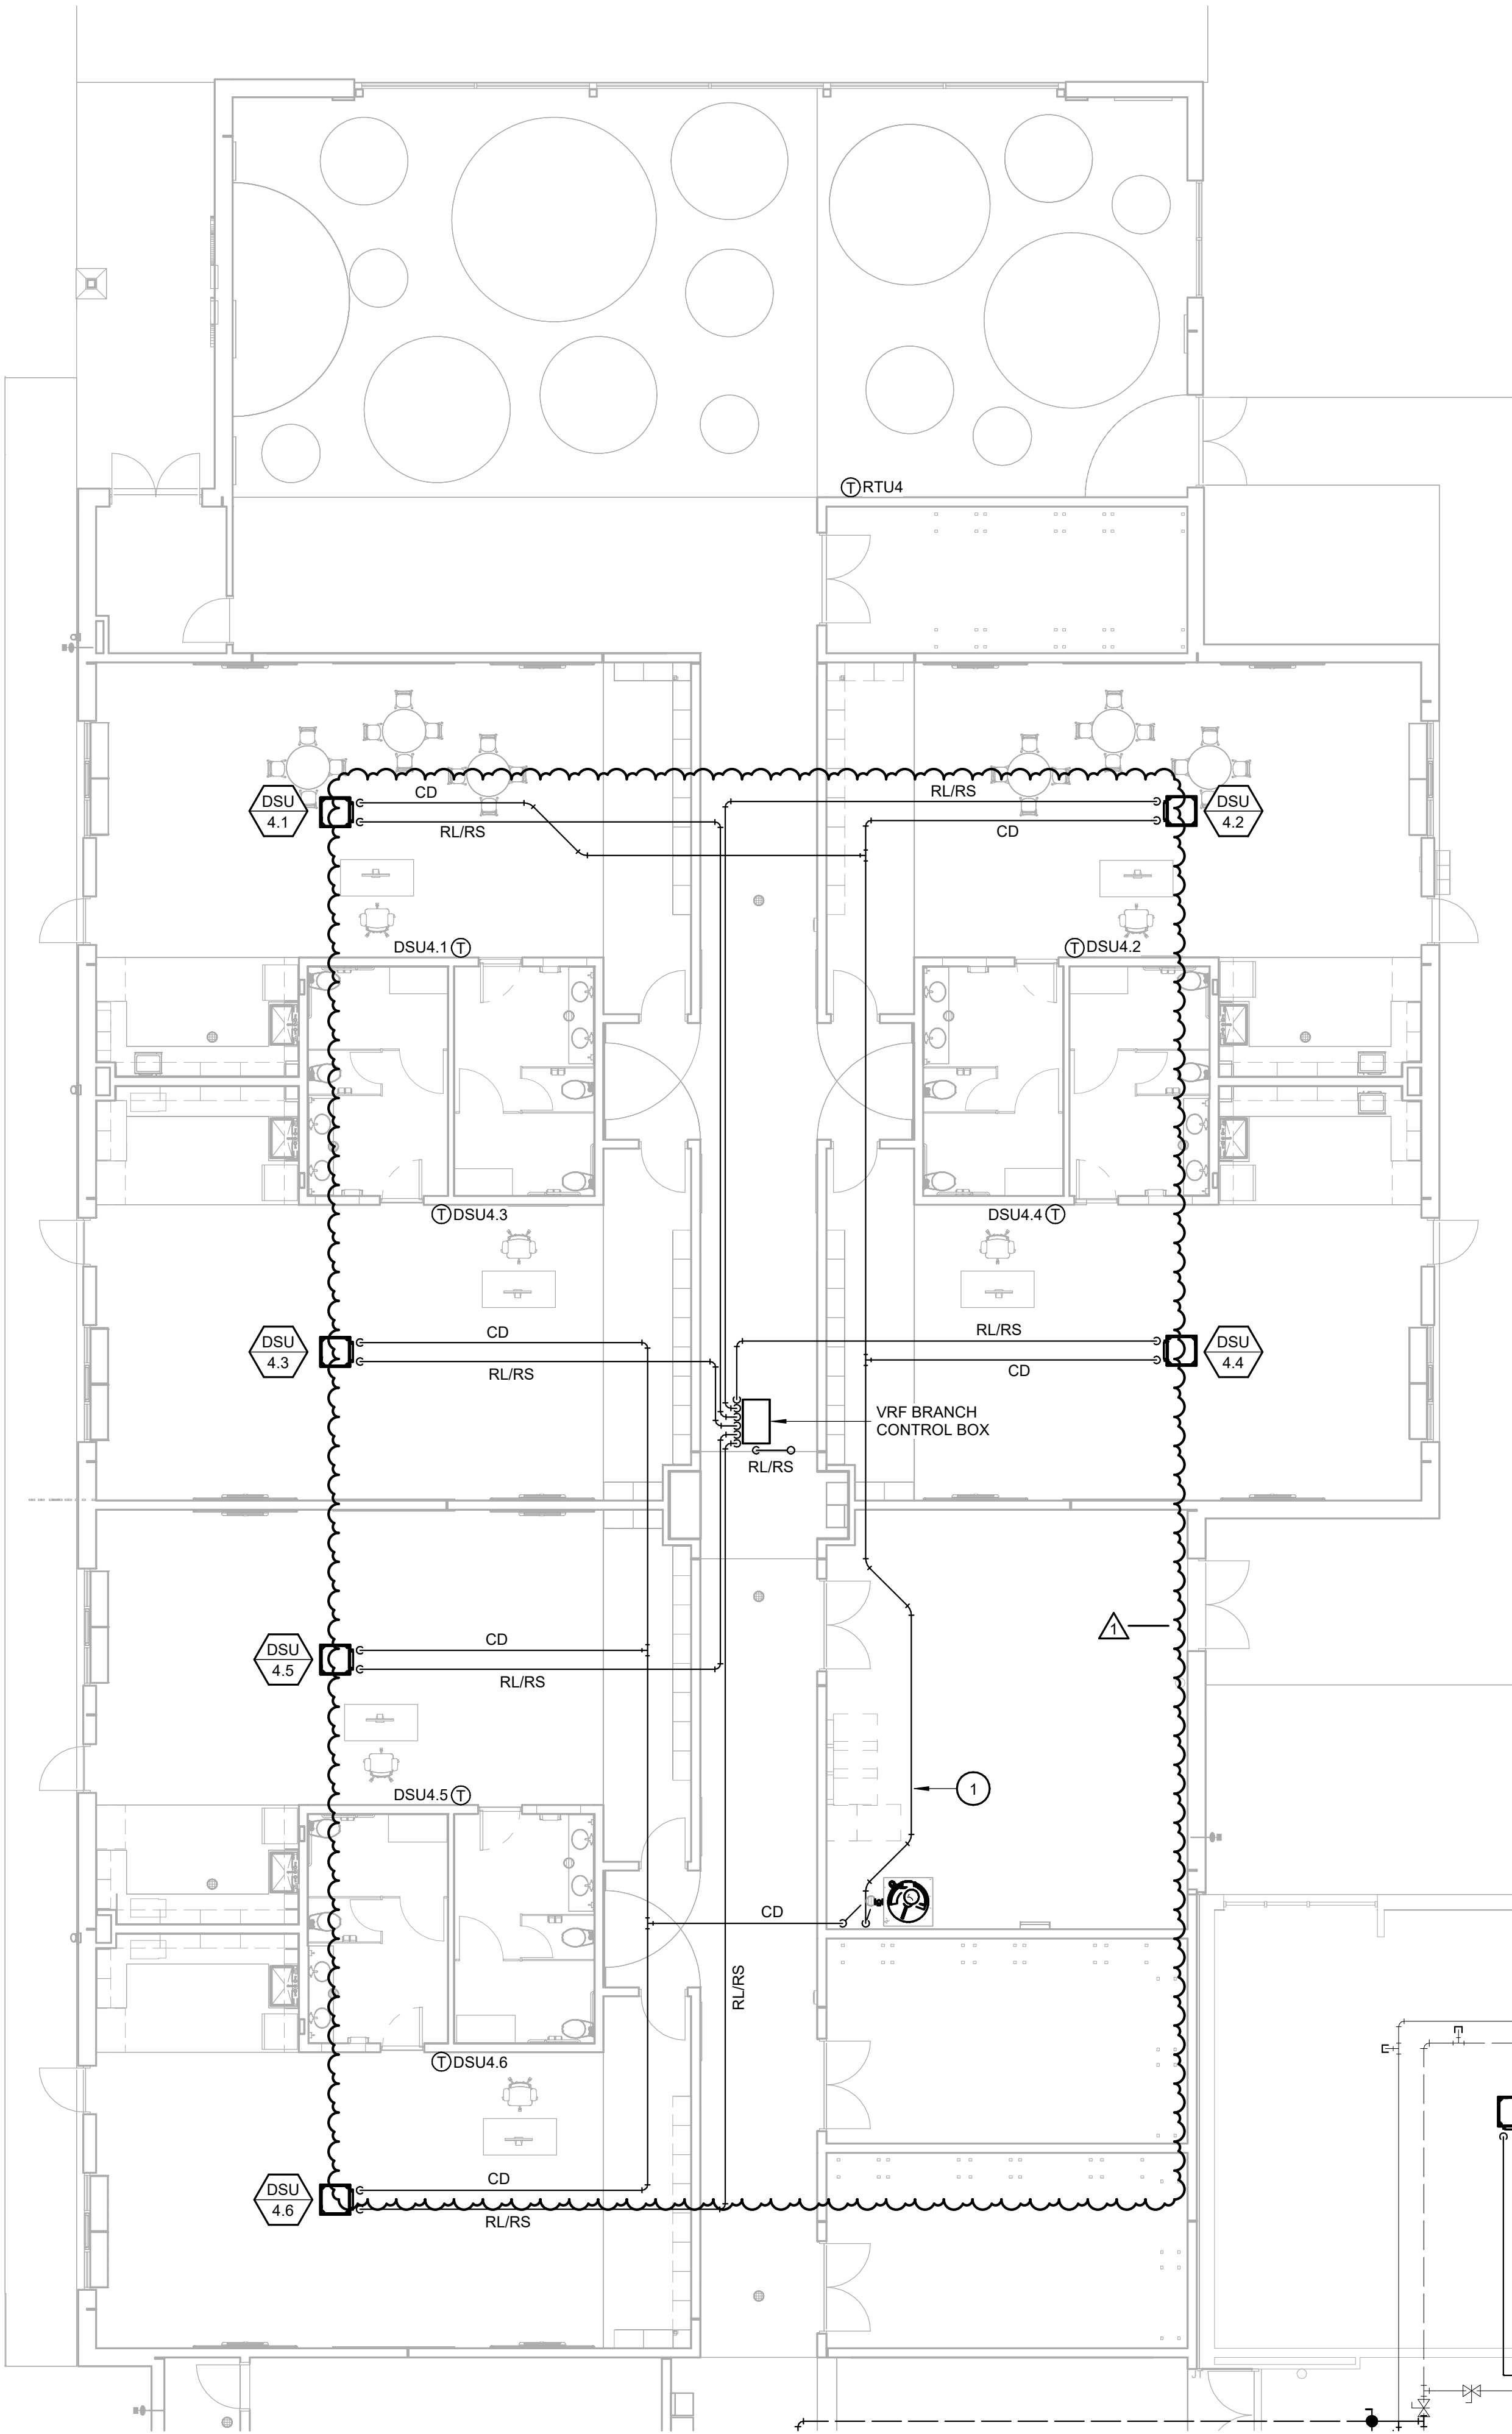 RTU4
T
CD
RL/RS
DSU
4.1
RL/RS
CD
DSU
4.2
DSU4.1 T
T DSU4.2
T DSU4.3
DSU4.4 T
CD
RL/RS
DSU
4.3
RL/RS
CD
DSU
4.4
VRF BRANCH
CONTROL BOX
RL/RS
1
CD
RL/RS
DSU
4.5
DSU4.5 T
1
CD
RL/RS
T DSU4.6
CD
RL/RS
DSU
4.6